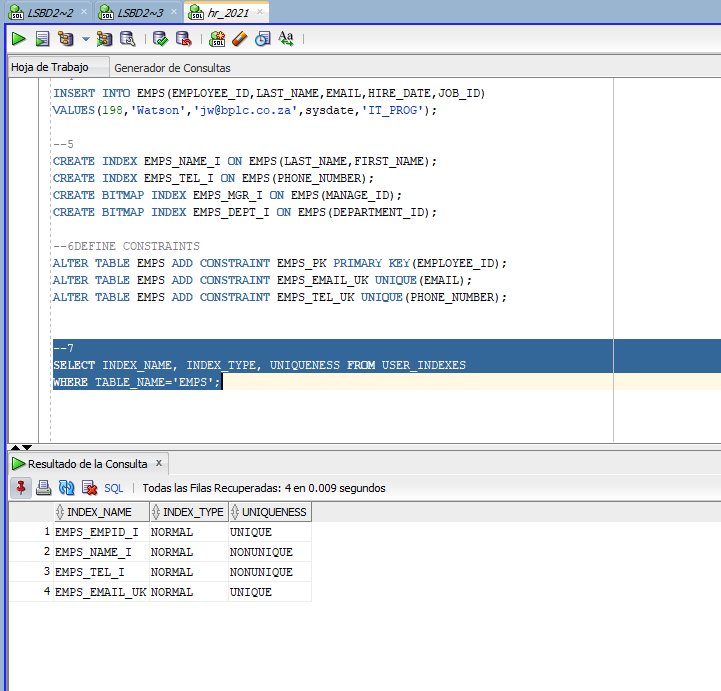 LSBD2~2
LSBD2~3
hr_2021
Hoja de Trabajo
Generador de Consultas
INSERT INTO EMPS(EMPLOYEE_ID,LAST_NAME,EMAIL,HIRE_DATE,JOB_ID)
VALUES(198,'Watson','jw@bplc.co.za',sysdate,'IT_PROG');
--5
CREATE INDEX EMPS_NAME_I ON EMPS(LAST_NAME,FIRST_NAME);
CREATE INDEX EMPS_TEL_I ON EMPS(PHONE_NUMBER);
CREATE BITMAP INDEX EMPS_MGR_I ON EMPS(MANAGE_ID);
CREATE BITMAP INDEX EMPS_DEPT_I ON EMPS(DEPARTMENT_ID);
--6DEFINE CONSTRAINTS
ALTER TABLE EMPS ADD CONSTRAINT EMPS_PK PRIMARY KEY(EMPLOYEE_ID);
ALTER TABLE EMPS ADD CONSTRAINT EMPS_EMAIL_UK UNIQUE(EMAIL);
ALTER TABLE EMPS ADD CONSTRAINT EMPS_TEL_UK UNIQUE(PHONE_NUMBER);
--7
SELECT INDEX_NAME, INDEX_TYPE, UNIQUENESS FROM USER_INDEXES
WHERE TABLE_NAME='EMPS';
Resultado de la Consulta x
SQL | Todas las Filas Recuperadas: 4 en 0.009 segundos
INDEX_NAME INDEX_TYPE UNIQUENESS
1 EMPS_EMPID_I NORMAL UNIQUE
2 EMPS_NAME_I NORMAL NONUNIQUE
3 EMPS_TEL_I NORMAL NONUNIQUE
4 EMPS_EMAIL_UK NORMAL UNIQUE